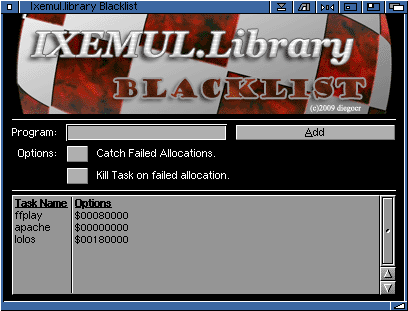 Ixemul.library Blacklist
IXEMUL.Library
BLACKLIST
(c)2009 diegocr
Program:
Add
Options:
Catch Failed Allocations.
Kill Task on failed allocation.
Task Name Options
ffplay $00080000
apache $00000000
lolos $00180000